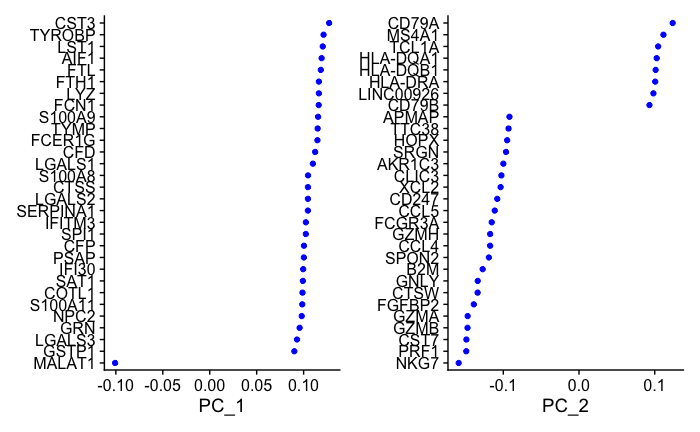 CST3
TYROBP
LST1
AIF1
FTL
FTH1
LYZ
FCN1
S100A9
TYMP
FCER1G
CFD
LGALS1
S100A8
CTSS
LGALS2
SERPINA1
IFITM3
SPI1
CFP
PSAP
IFI30
SAT1
COTL1
S100A11
NPC2
GRN
LGALS3
GSTP1
MALAT1
-0.10 -0.05 0.00 0.05 0.10
PC_1
CD79A
MS4A1
TCL1A
HLA-DQA1
HLA-DQB1
HLA-DRA
LINC00926
CD79B
APMAP
TTC38
HOPX
SRGN
AKR1C3
CLIC3
XCL2
CD247
CCL5
FCGR3A
GZMH
CCL4
SPON2
B2M
GNLY
CTSW
FGFBP2
GZMA
GZMB
CS17
PRF1
NKG7
-0.1 0.0 0.1
PC_2